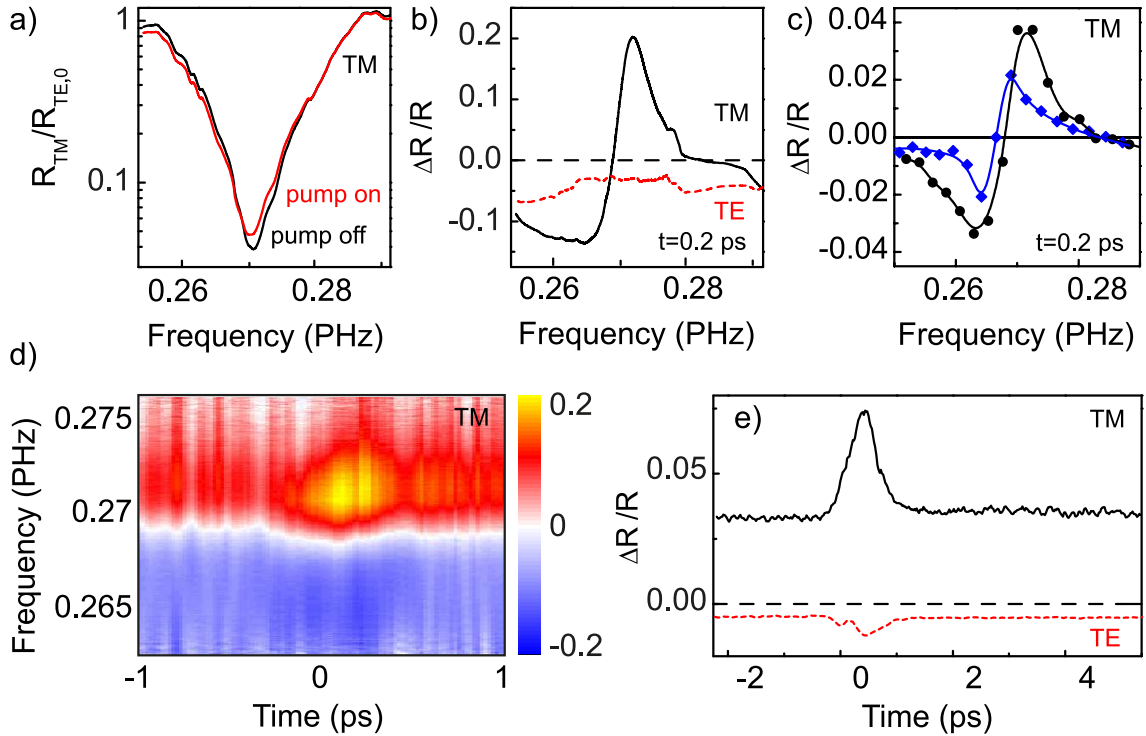 a)
1
0.1
R_TM/R_TE,0
TM
pump on
pump off
0.26
0.28
Frequency (PHz)
b)
0.2
0.1
0.0
-0.1
ΔR/R
TM
TE
t=0.2 ps
0.26
0.28
Frequency (PHz)
c)
TM
0.04
0.02
0.00
-0.02
-0.04
ΔR/R
t=0.2 ps
0.26
0.28
Frequency (PHz)
d)
0.275
0.27
0.265
Frequency (PHz)
TM
0.2
0
-0.2
-1
0
1
Time (ps)
e)
TM
0.05
0.00
ΔR/R
TE
-2
0
2
4
Time (ps)